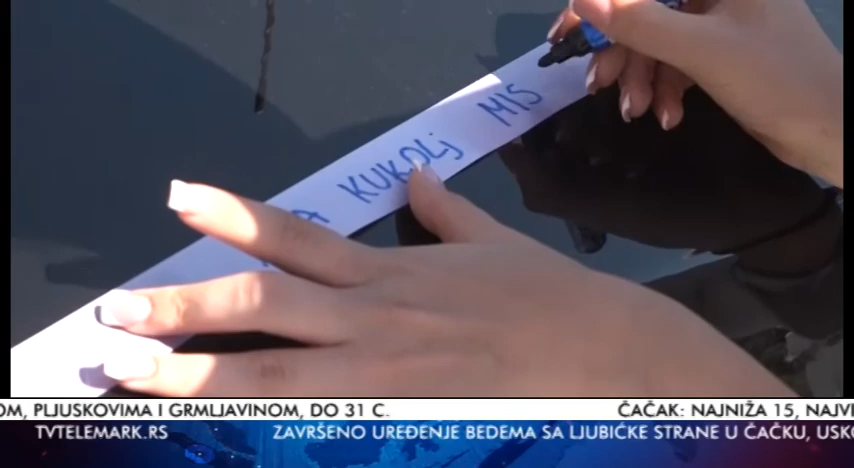 A KUKOLj MIS
OM, PLJUSKOVIMA I GRMLJAVINOM, DO 31 C. ČAČAK: NAJNIŽA 15, NAJVI
TVTELEMARK.RS ZAVRŠENO UREĐENJE BEDEMA SA LJUBIĆKE STRANE U ČAČKU, USKO